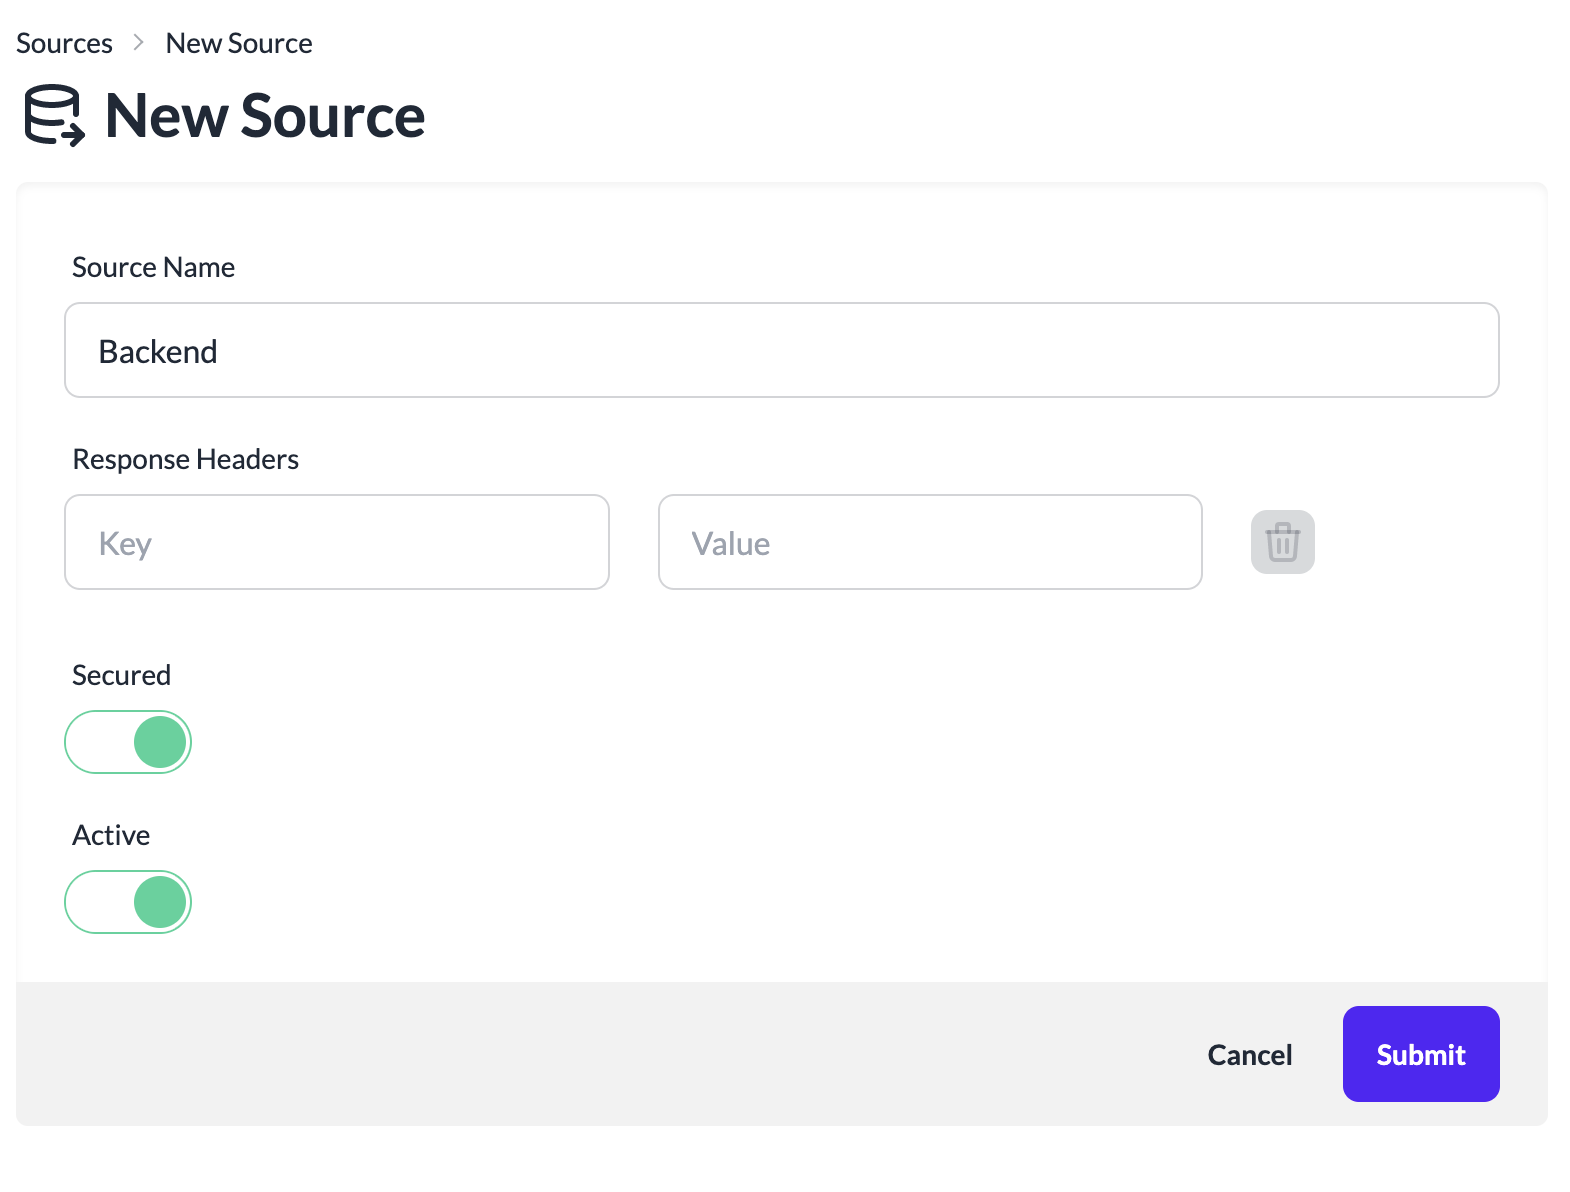 Sources > New Source
New Source
Source Name
Backend
Response Headers
Key Value
Secured
Active
Cancel Submit